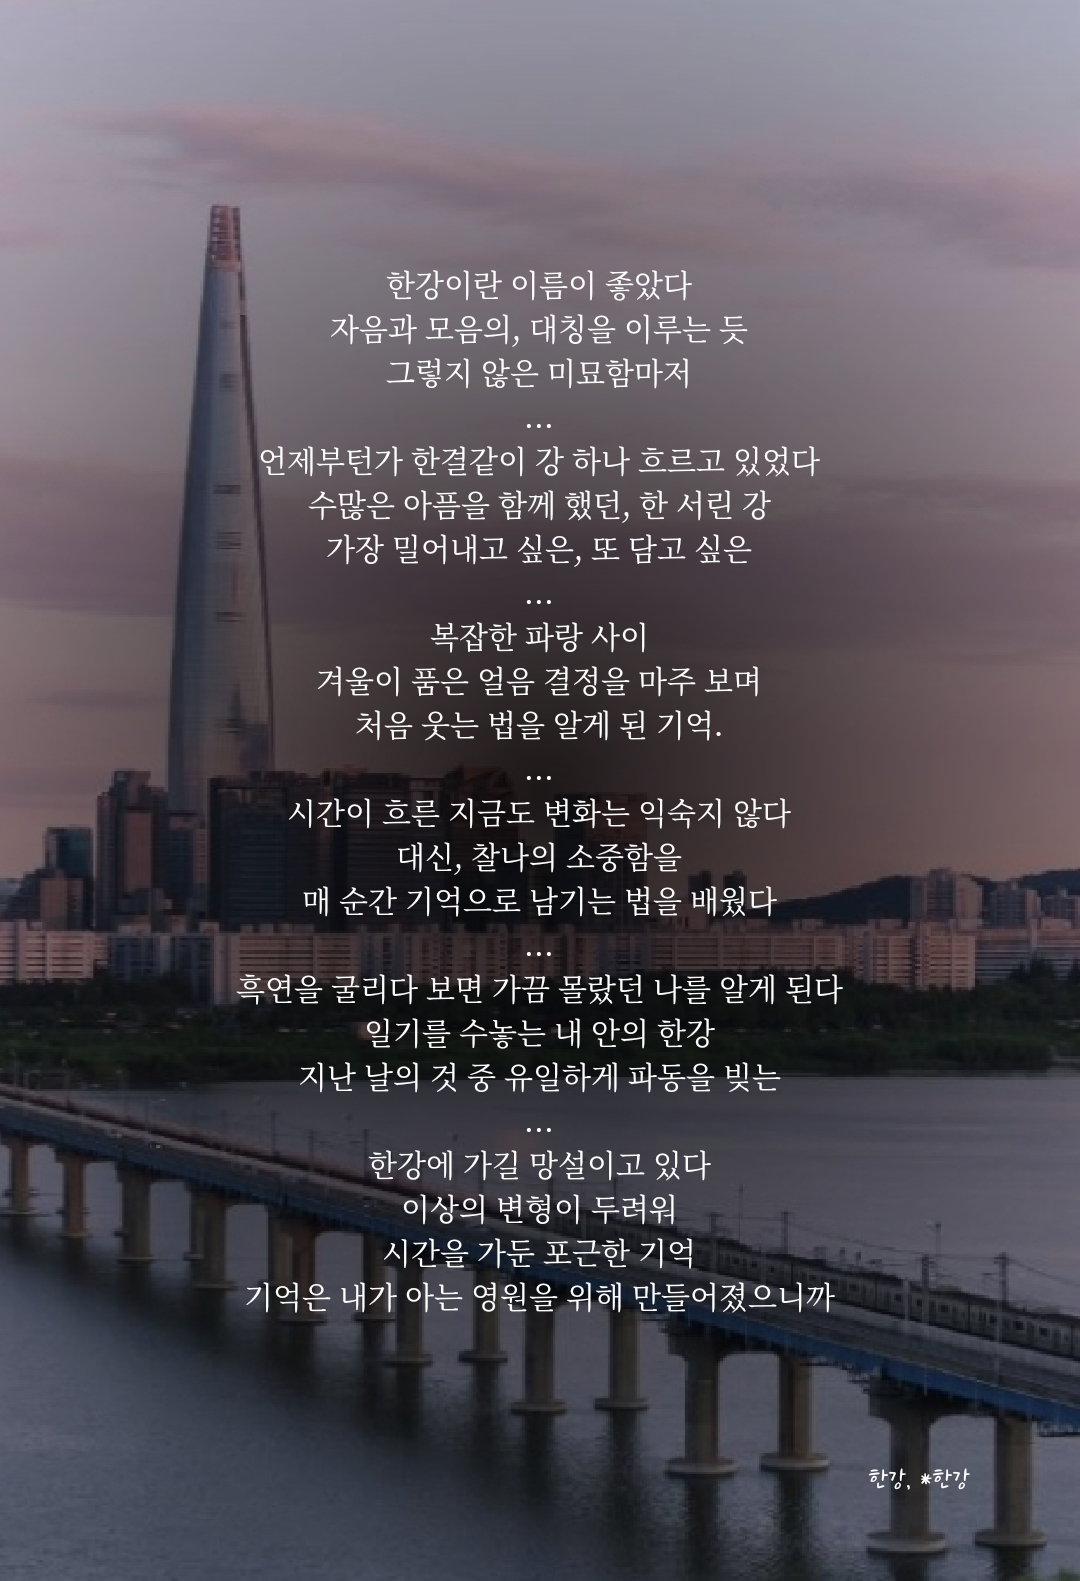 한강이란 이름이 좋았다
자음과 모음의, 대칭을 이루는 듯
그렇지 않은 미묘함마저
...
언제부턴가 한결같이 강 하나 흐르고 있었다
수많은 아픔을 함께 했던, 한 서린 강
가장 밀어내고 싶은, 또 담고 싶은
...
복잡한 파랑 사이
겨울이 품은 얼음 결정을 마주 보며
처음 웃는 법을 알게 된 기억.
...
시간이 흐른 지금도 변화는 익숙지 않다
대신, 찰나의 소중함을
매 순간 기억으로 남기는 법을 배웠다
...
흑연을 굴리다 보면 가끔 몰랐던 나를 알게 된다
일기를 수놓는 내 안의 한강
지난 날의 것 중 유일하게 파동을 빚는
...
한강에 가길 망설이고 있다
이상의 변형이 두려워
시간을 가둔 포근한 기억
기억은 내가 아는 영원을 위해 만들어졌으니까
한강, *한강